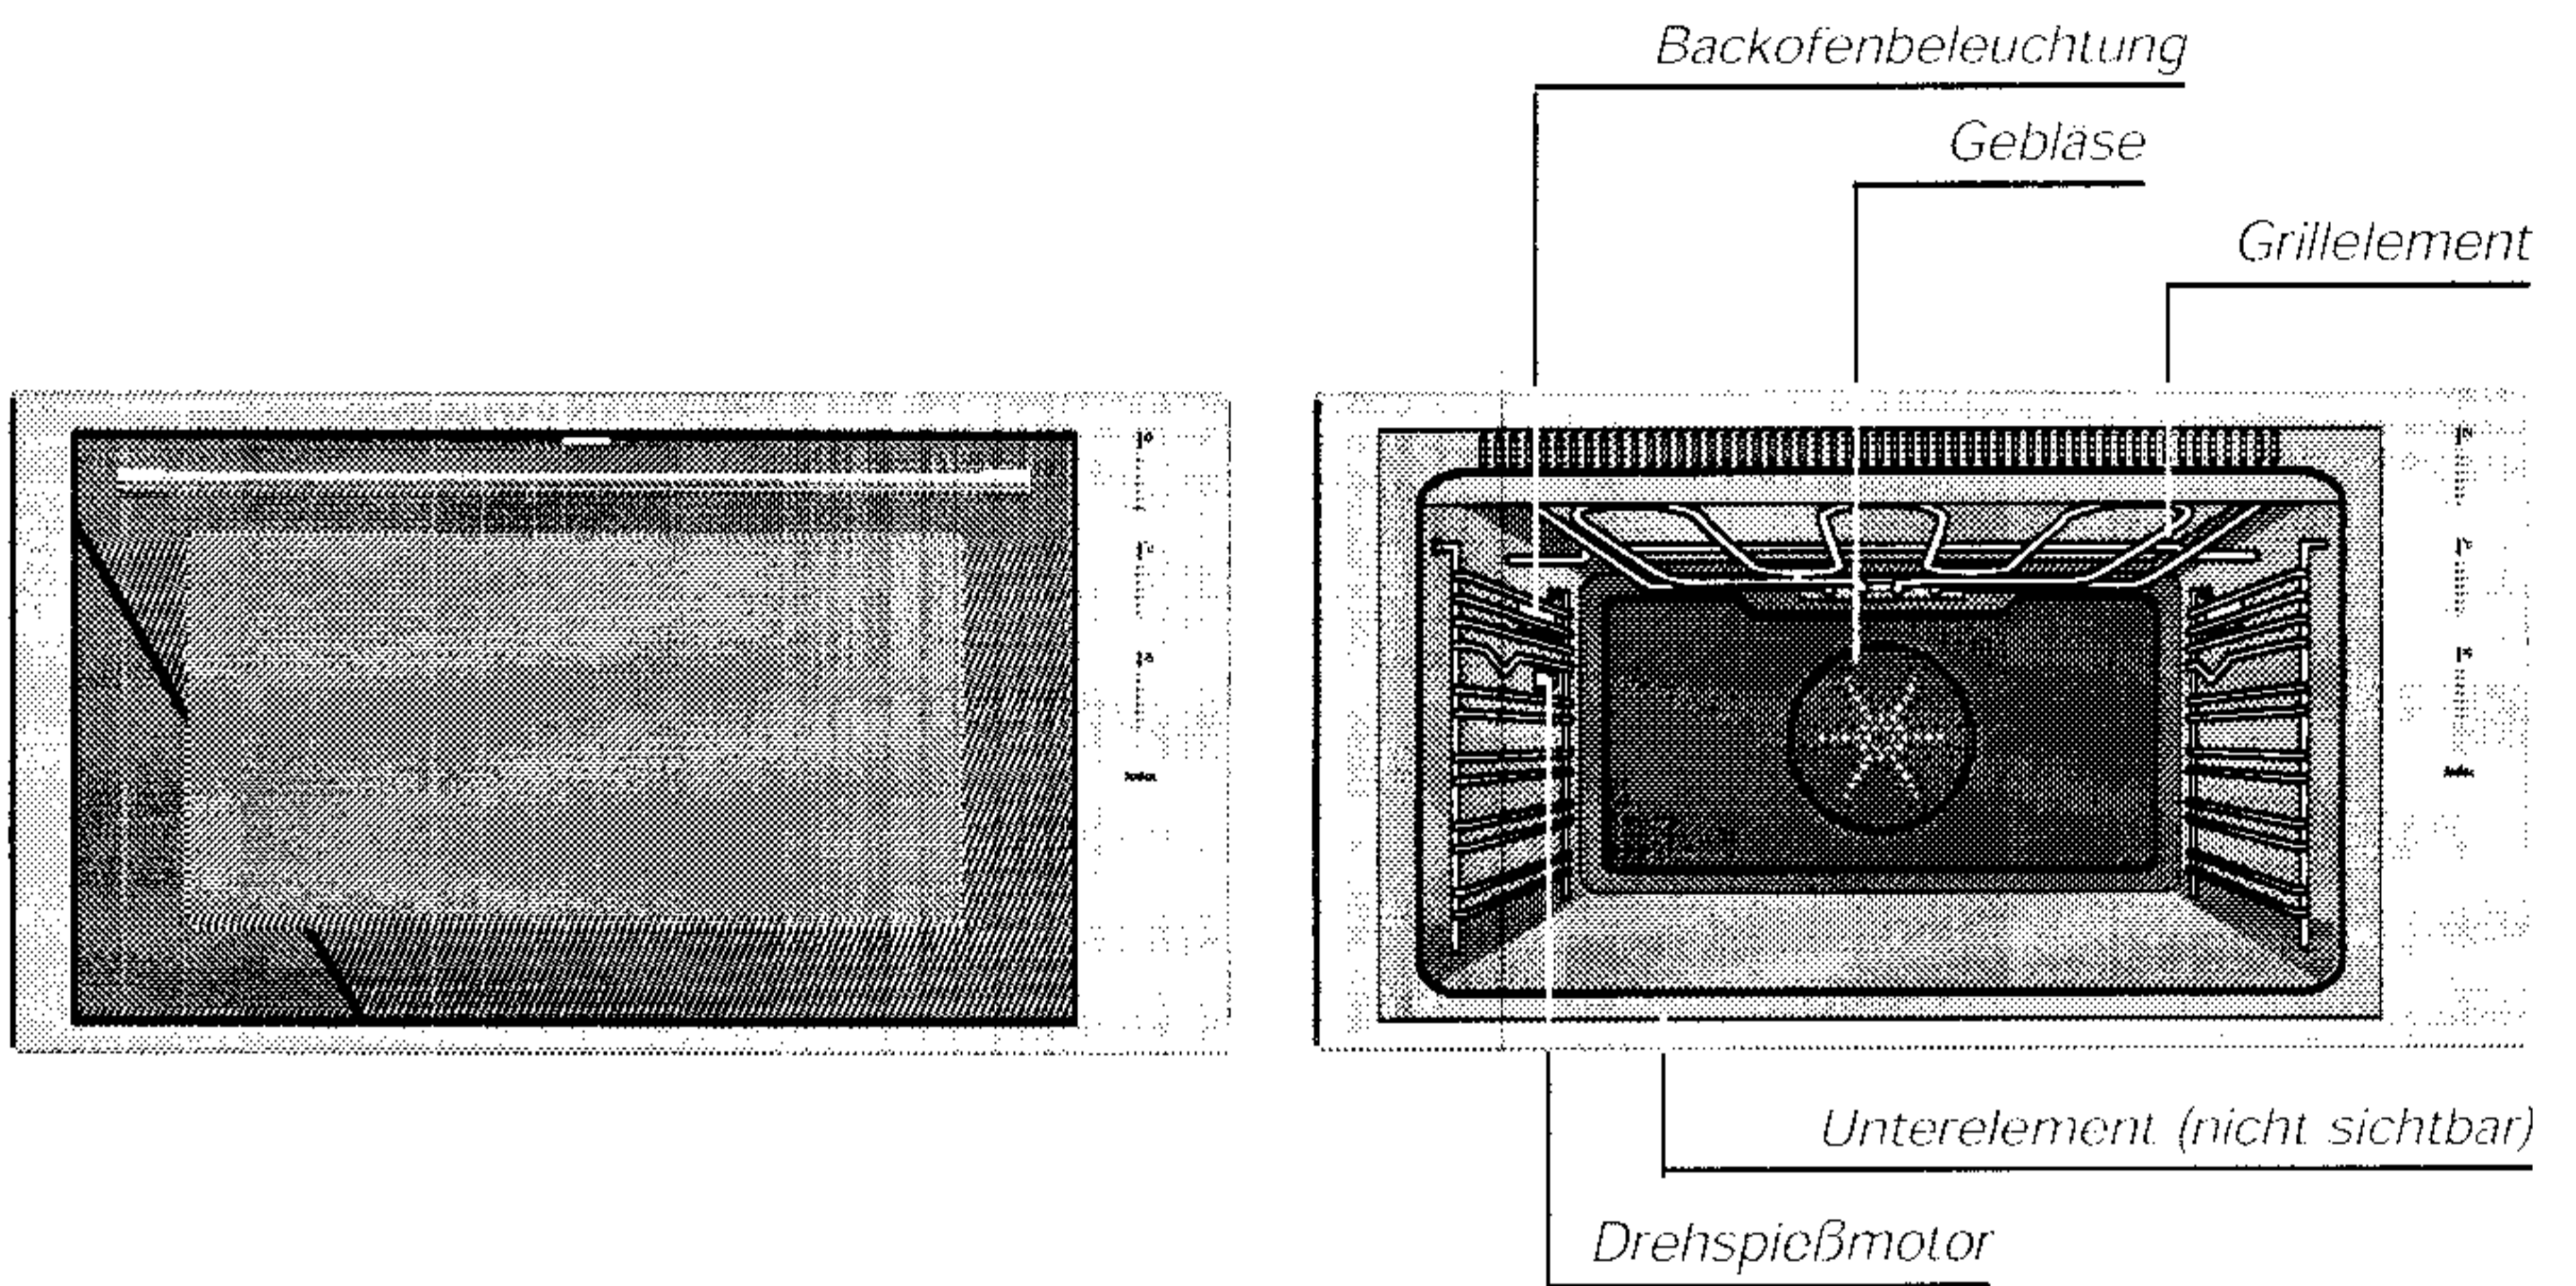 Backofenbeleuchtung
Gebläse
Grillelement
Unterelement (nicht sichtbar)
Drehspießmotor